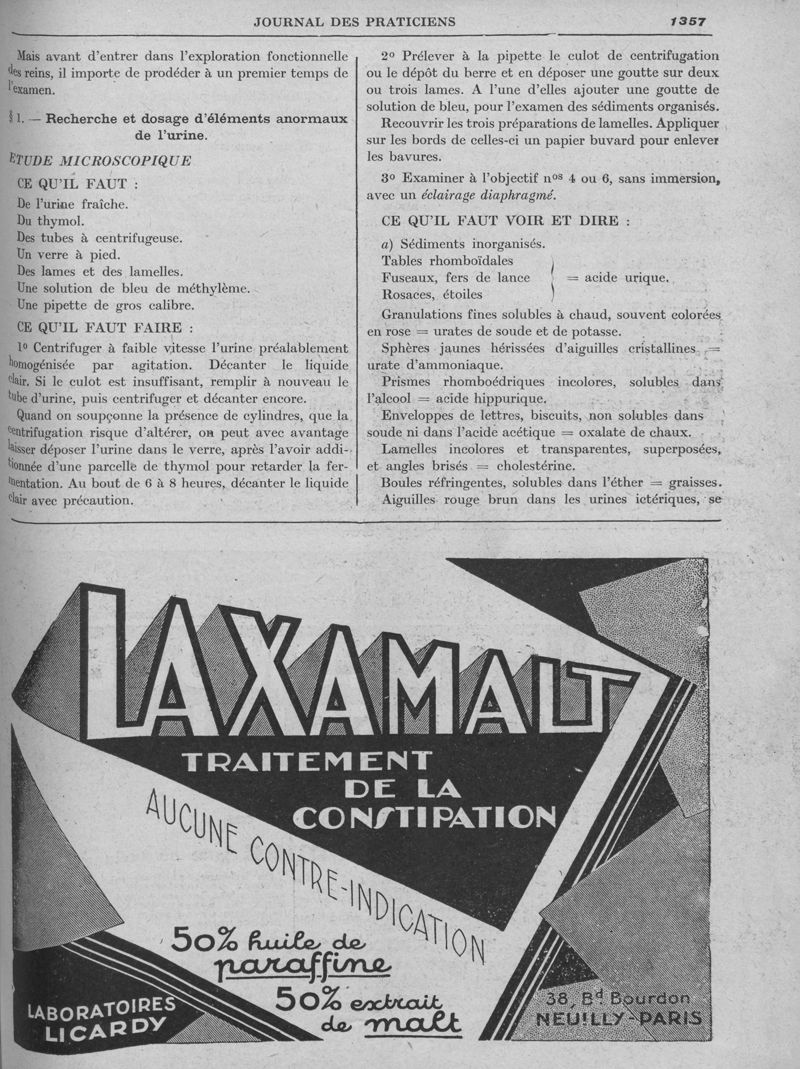 JOURNAL DES PRATICIENS 1357
Mais avant d'entrer dans l'exploration fonctionnelle
des reins, il importe de prodéder à un premier temps de
l'examen.
§ 1. — Recherche et dosage d'éléments anormaux
de l'urine.
ETUDE MICROSCOPIQUE
CE QU'IL FAUT :
De l'urine fraîche.
Du thymol.
Des tubes à centrifugeuse.
Un verre à pied.
Des lames et des lamelles.
Une solution de bleu de méthylème.
Une pipette de gros calibre.
CE QU'IL FAUT FAIRE :
1º Centrifuger à faible vitesse l'urine préalablement
homogénisée par agitation. Décanter le liquide
clair. Si le culot est insuffisant, remplir à nouveau le
tube d'urine, puis centrifuger et décanter encore.
Quand on soupçonne la présence de cylindres, que la
centrifugation risque d'altérer, on peut avec avantage
laisser déposer l'urine dans le verre, après l'avoir addi-
tionnée d'une parcelle de thymol pour retarder la fer-
mentation. Au bout de 6 à 8 heures, décanter le liquide
clair avec précaution.
2º Prélever à la pipette le culot de centrifugation
ou le dépôt du berre et en déposer une goutte sur deux
ou trois lames. A l'une d'elles ajouter une goutte de
solution de bleu, pour l'examen des sédiments organisés.
Recouvrir les trois préparations de lamelles. Appliquer
sur les bords de celles-ci un papier buvard pour enlever
les bavures.
3º Examiner à l'objectif nos 4 ou 6, sans immersion,
avec un éclairage diaphragmé.
CE QU'IL FAUT VOIR ET DIRE :
a) Sédiments inorganisés.
Tables rhomboïdales
Fuseaux, fers de lance = acide urique.
Rosaces, étoiles
Granulations fines solubles à chaud, souvent colorées
en rose = urates de soude et de potasse.
Sphères jaunes hérissées d'aiguilles cristallines =
urate d'ammoniaque.
Prismes rhomboédriques incolores, solubles dans
l'alcool = acide hippurique.
Enveloppes de lettres, biscuits, non solubles dans
soude ni dans l'acide acétique = oxalate de chaux.
Lamelles incolores et transparentes, superposées,
et angles brisés = cholestérine.
Boules réfringentes, solubles dans l'éther = graisses.
Aiguilles rouge brun dans les urines ictériques, se
LAXAMALT
TRAITEMENT
DE LA
CONSTIPATION
AUCUNE CONTRE-INDICATION
50% huile de
paraffine
50% extrait
de malt
LABORATOIRES
LICARDY
38, Bd Bourdon
NEUILLY-PARIS